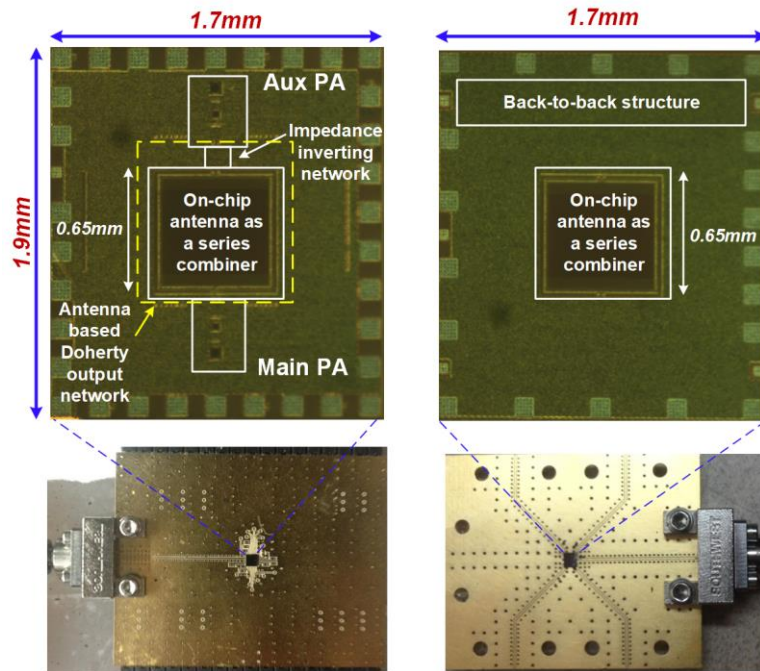 1.7mm
1.7mm
1.9mm
Aux PA
Impedance
inverting
network
On-chip
antenna as
a series
combiner
0.65mm
Antenna
based
Doherty
output
network
Main PA
Back-to-back structure
On-chip
antenna as
a series
combiner
0.65mm
SOUTHWEST
SOUTHWEST